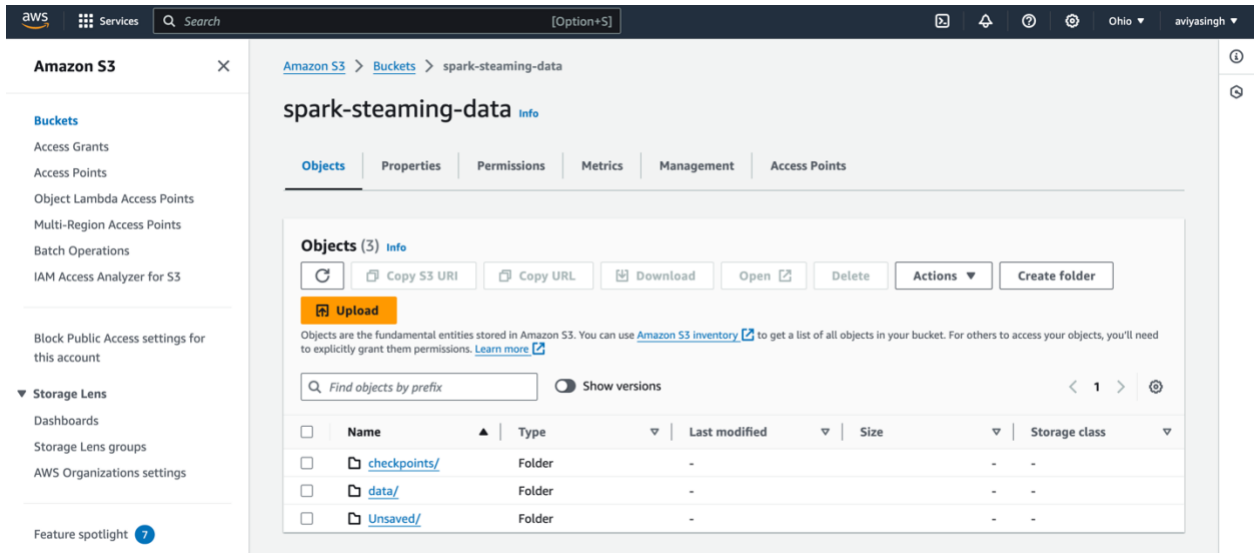 aws Services Search [Option+S] Ohio ▼ aviyasingh ▼
Amazon S3
Buckets
Access Grants
Access Points
Object Lambda Access Points
Multi-Region Access Points
Batch Operations
IAM Access Analyzer for S3
Block Public Access settings for
this account
▼ Storage Lens
Dashboards
Storage Lens groups
AWS Organizations settings
Feature spotlight 7
Amazon S3 > Buckets > spark-steaming-data
spark-steaming-data Info
Objects Properties Permissions Metrics Management Access Points
Objects (3) Info
Copy S3 URI Copy URL Download Open Delete Actions ▼ Create folder
Upload
Objects are the fundamental entities stored in Amazon S3. You can use Amazon S3 inventory to get a list of all objects in your bucket. For others to access your objects, you'll need
to explicitly grant them permissions. Learn more
Find objects by prefix Show versions < 1 >
Name ▲ Type Last modified Size Storage class
checkpoints/ Folder - - -
data/ Folder - - -
Unsaved/ Folder - - -